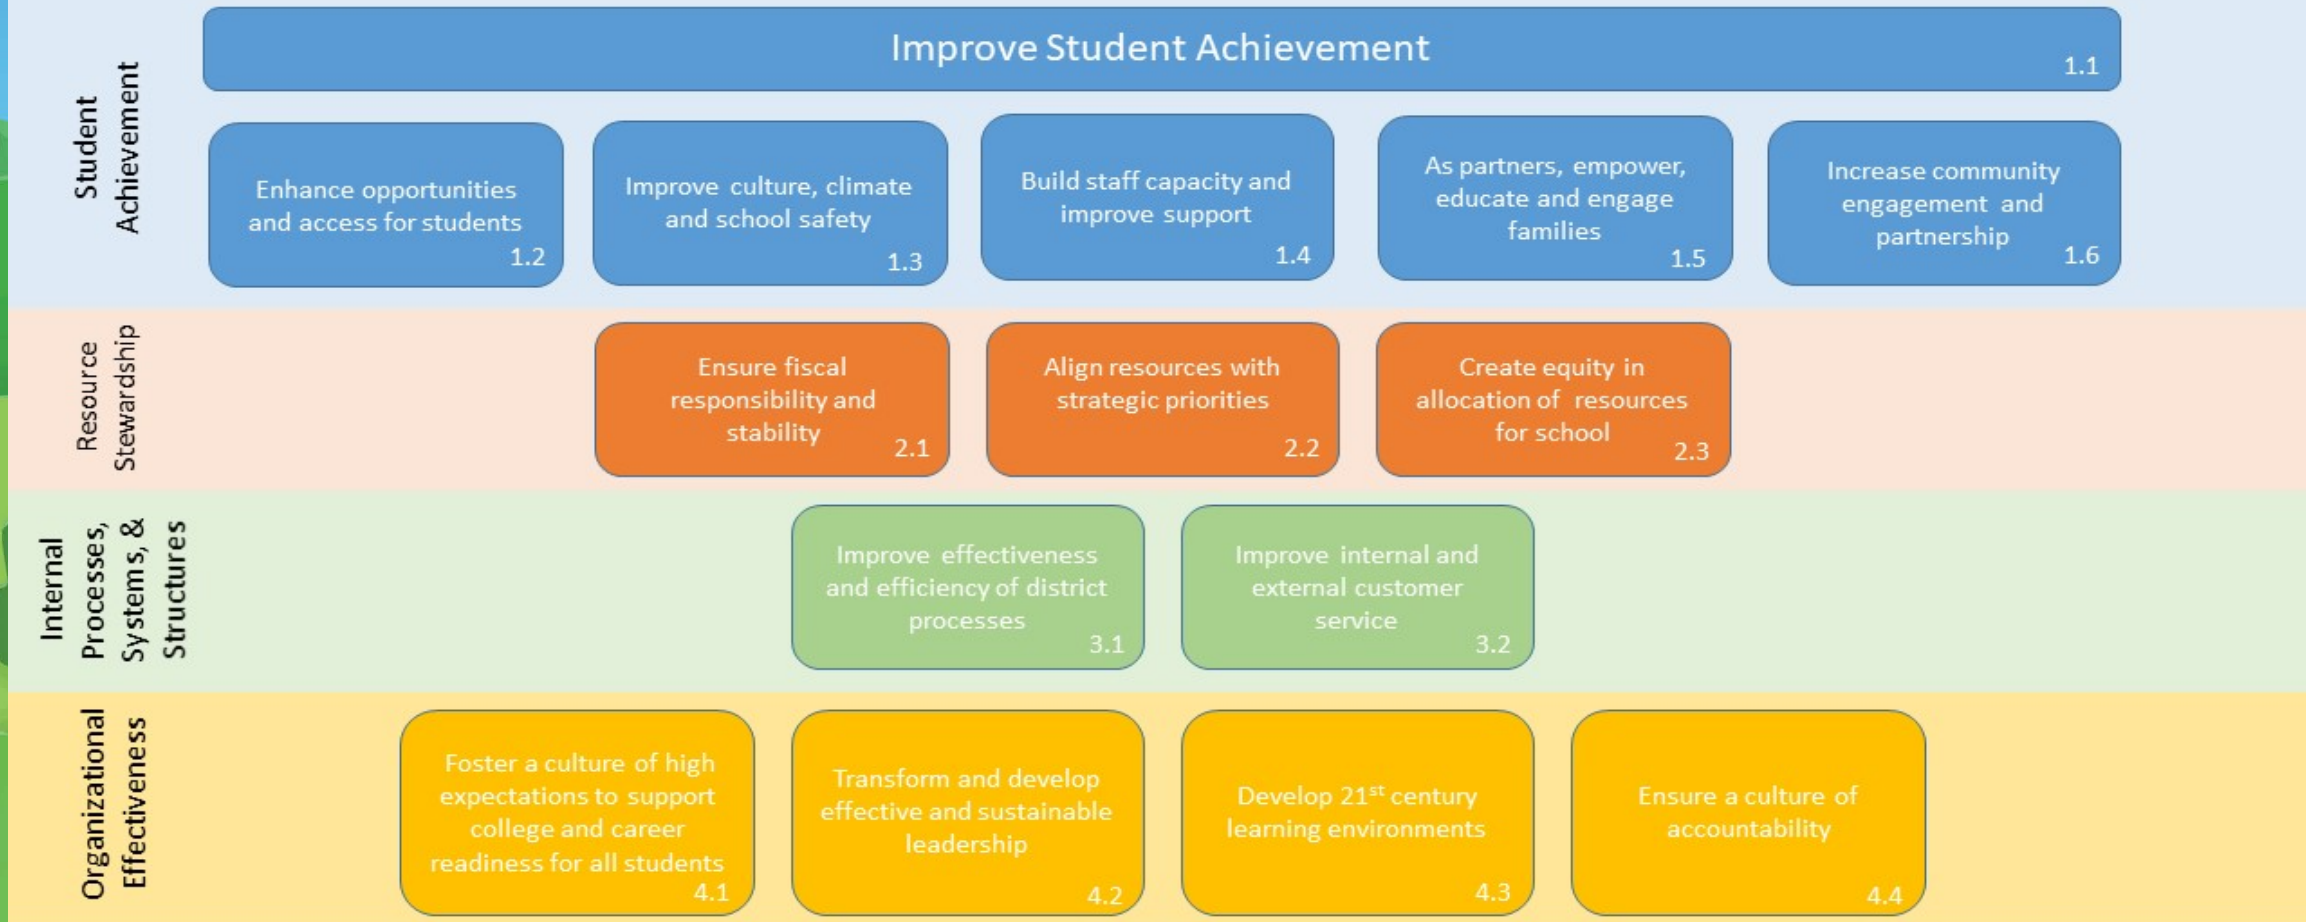 Student
Achievement
Improve Student Achievement
1.1
Enhance opportunities
and access for students
1.2
Improve culture, climate
and school safety
1.3
Build staff capacity and
improve support
1.4
As partners, empower,
educate and engage
families
1.5
Increase community
engagement and
partnership
1.6
Resource
Stewardship
Ensure fiscal
responsibility and
stability
2.1
Align resources with
strategic priorities
2.2
Create equity in
allocation of resources
for school
2.3
Internal
Processes,
Systems, &
Structures
Improve effectiveness
and efficiency of district
processes
3.1
Improve internal and
external customer
service
3.2
Organizational
Effectiveness
Foster a culture of high
expectations to support
college and career
readiness for all students
4.1
Transform and develop
effective and sustainable
leadership
4.2
Develop 21st century
learning environments
4.3
Ensure a culture of
accountability
4.4